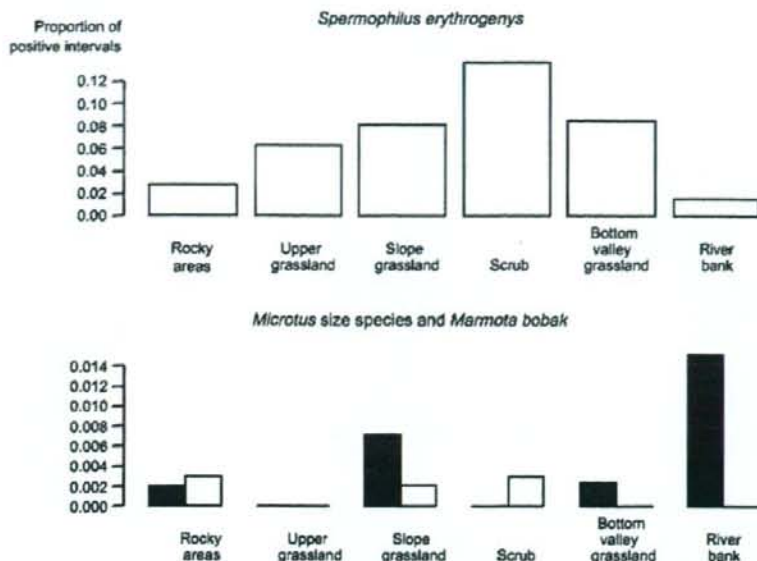 Spermophilus erythrogenys
Proportion of
positive intervals
0.12
0.10
0.08
0.06
0.04
0.02
0.00
Rocky areas
Upper grassland
Slope grassland
Scrub
Bottom valley grassland
River bank
Microtus size species and Marmota bobak
0.014
0.012
0.010
0.008
0.006
0.004
0.002
0.000
Rocky areas
Upper grassland
Slope grassland
Scrub
Bottom valley grassland
River bank